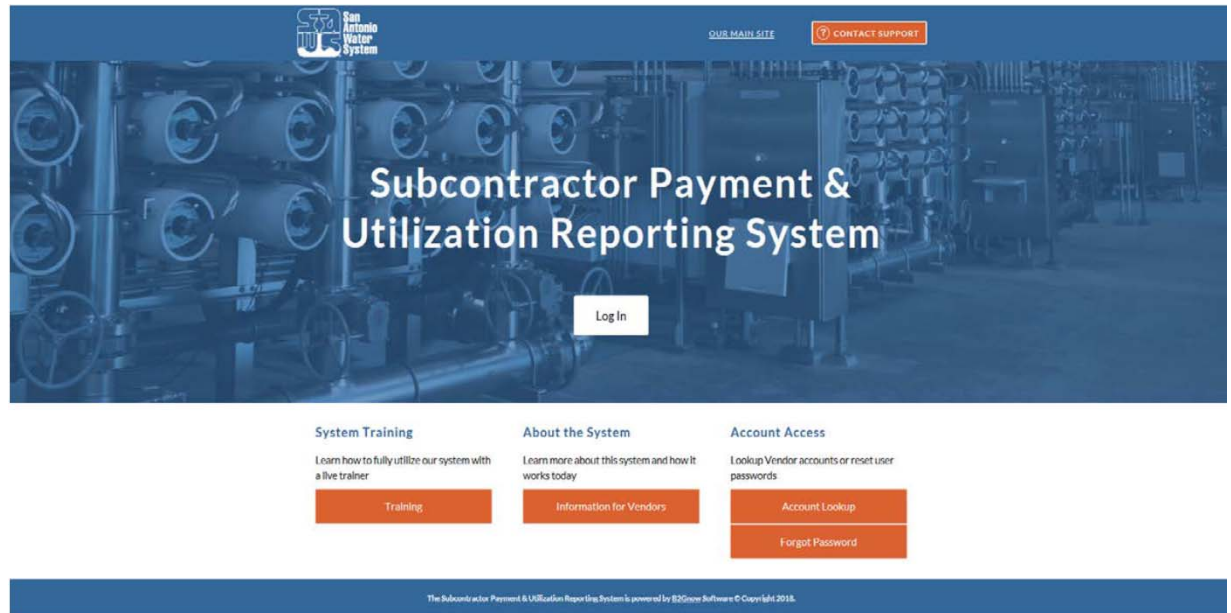 San
Antonio
Water
System
OUR MAIN SITE
? CONTACT SUPPORT
Subcontractor Payment &
Utilization Reporting System
Log In
System Training
Learn how to fully utilize our system with
a live trainer
Training
About the System
Learn more about this system and how it
works today
Information for Vendors
Account Access
Lookup Vendor accounts or reset user
passwords
Account Lookup
Forgot Password
The Subcontractor Payment & Utilization Reporting System is powered by B2Gnow Software © Copyright 2018.